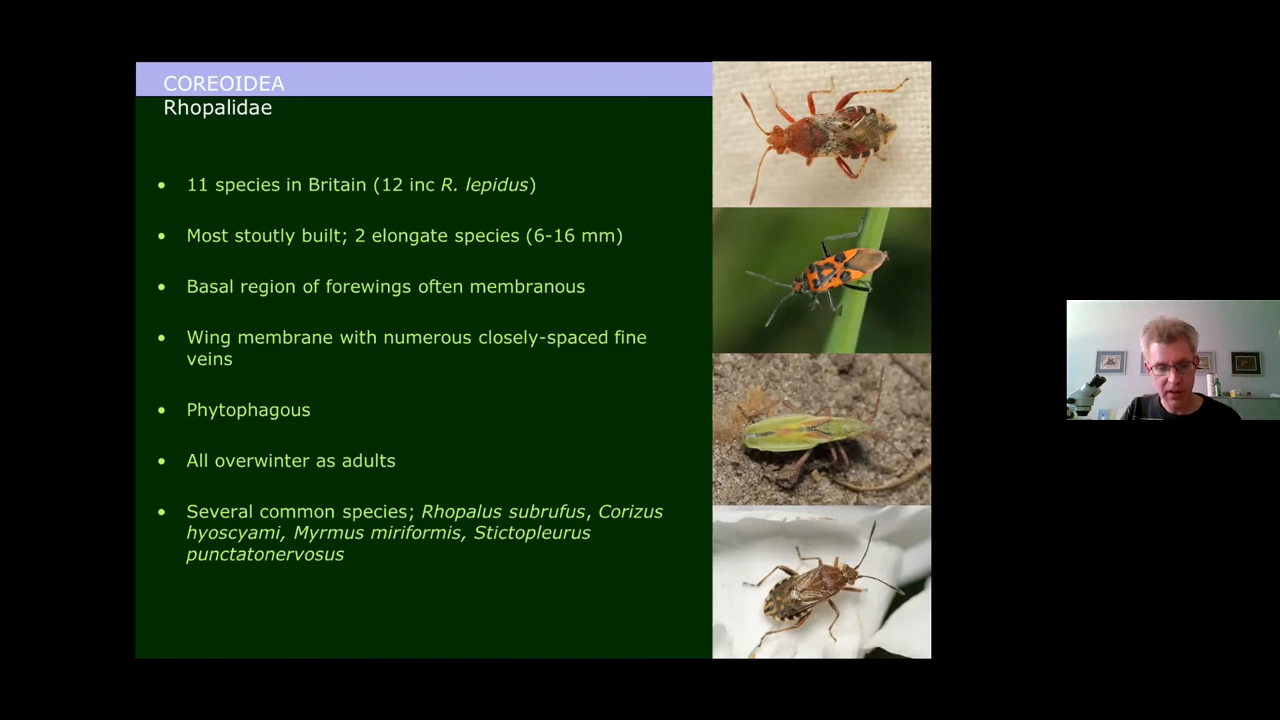 COREOIDEA
Rhopalidae
• 11 species in Britain (12 inc R. lepidus)
• Most stoutly built; 2 elongate species (6-16 mm)
• Basal region of forewings often membranous
• Wing membrane with numerous closely-spaced fine
veins
• Phytophagous
• All overwinter as adults
• Several common species; Rhopalus subrufus, Corizus
hyoscyami, Myrmus miriformis, Stictopleurus
punctatonervosus